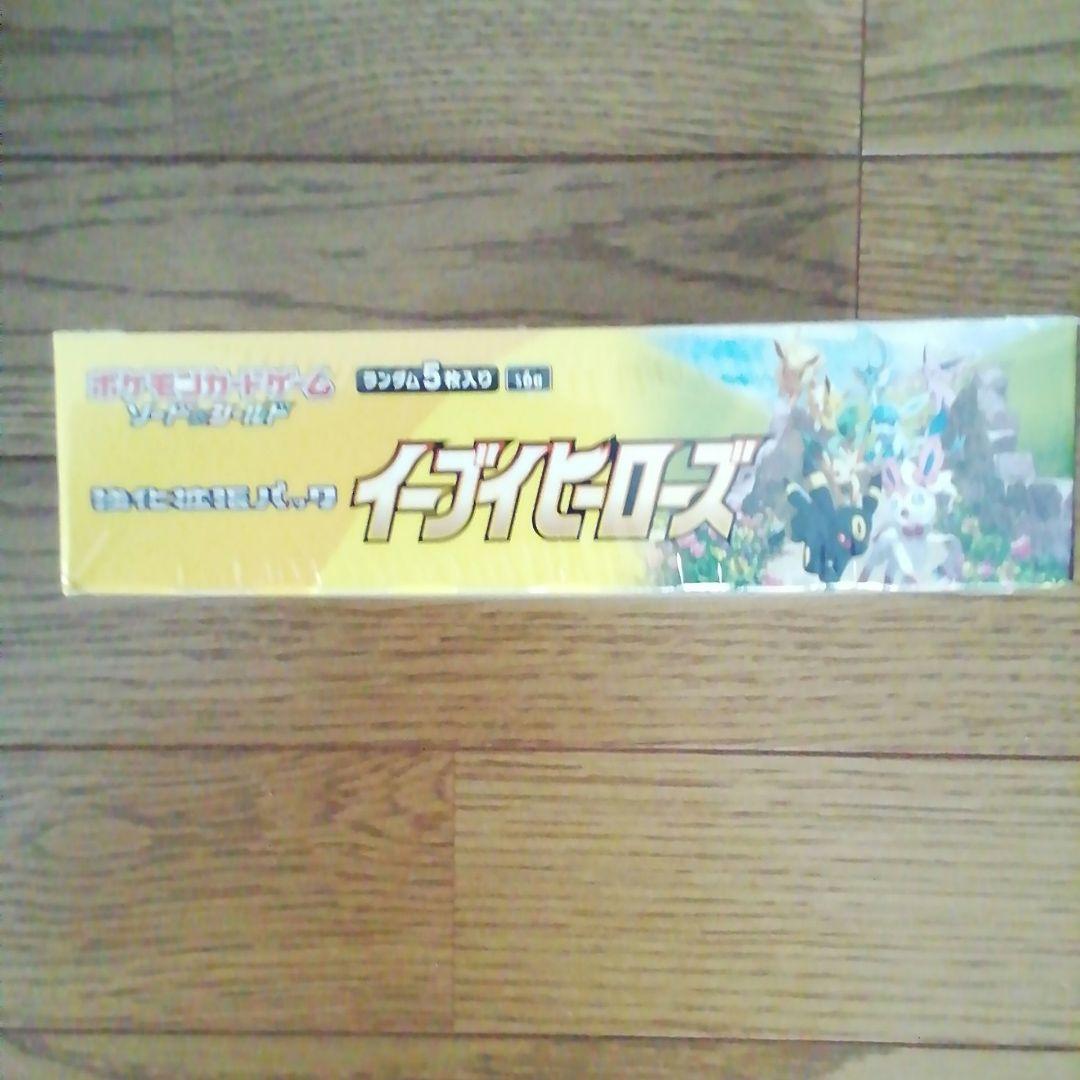 ポケモンカードゲーム
ソード&シールド
ランダム5枚入り s6a
強化拡張パック
イーブイヒーローズ